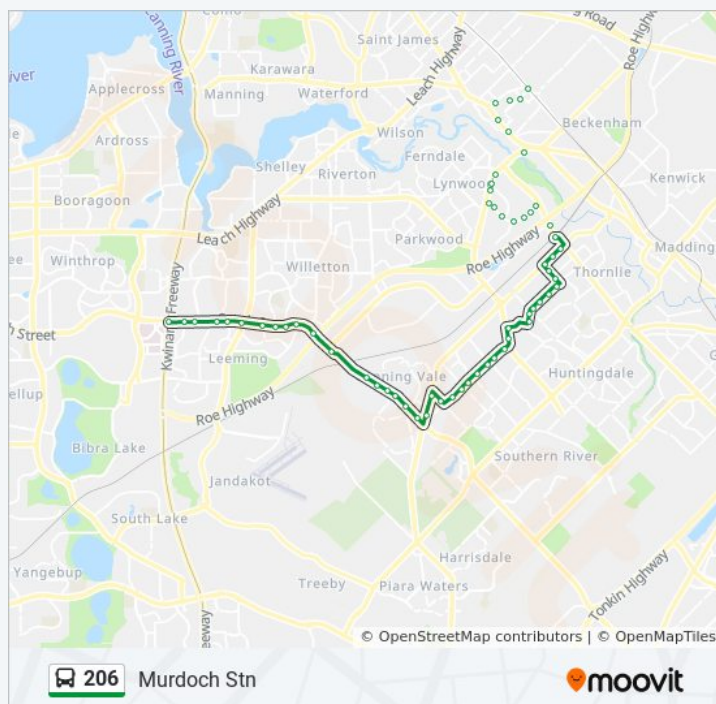 Como
Canning River
Saint James
Road
Roe Highway
Karawara
Leach Highway
River
Applecross
Manning
Waterford
Beckenham
Wilson
Ardross
Ferndale
Shelley
Riverton
Lynwood
Kenwick
Booragoon
Leach Highway
Parkwood
Madding
Winthrop
Willetton
Roe Highway
Thornlie
Kwinana Freeway
Street
Leeming
nning Vale
Huntingdale
Roe Highway
Bibra Lake
Southern River
Jandakot
South Lake
Harrisdale
Yangebup
Treeby
Piara Waters
Tonkin Highway
eeway
© OpenStreetMap contributors | © OpenMapTiles
206 Murdoch Stn
moovit